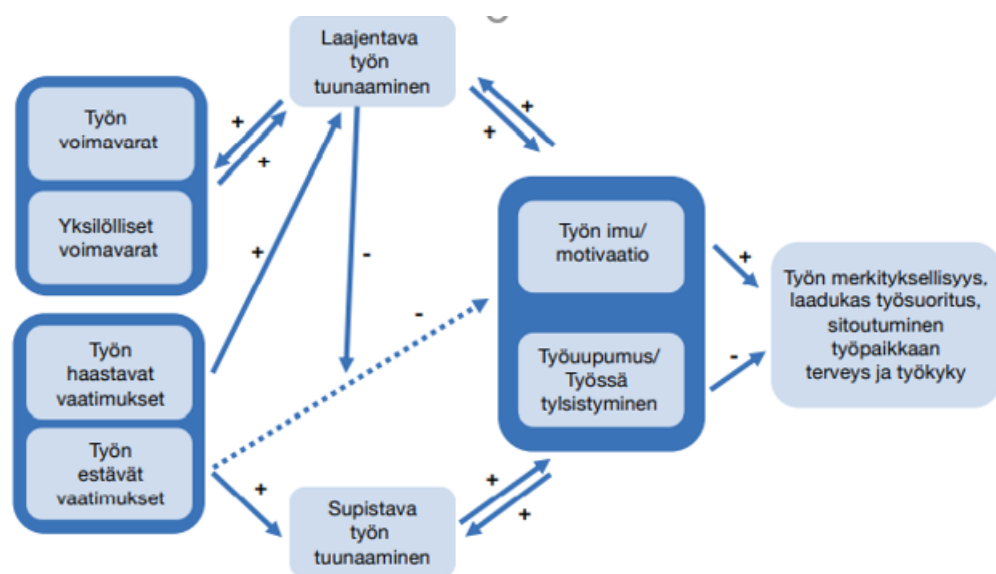 Laajentava
työn
tuunaaminen
Työn
voimavarat
Yksilölliset
voimavarat
+
+
+
+
+
-
-
Työn imu/
motivaatio
Työuupumus/
Työssä
tylsistyminen
+
-
Työn merkityksellisyys,
laadukas työsuoritus,
sitoutuminen
työpaikkaan
terveys ja työkyky
Työn
haastavat
vaatimukset
Työn
estävät
vaatimukset
+
+
+
Supistava
työn
tuunaaminen